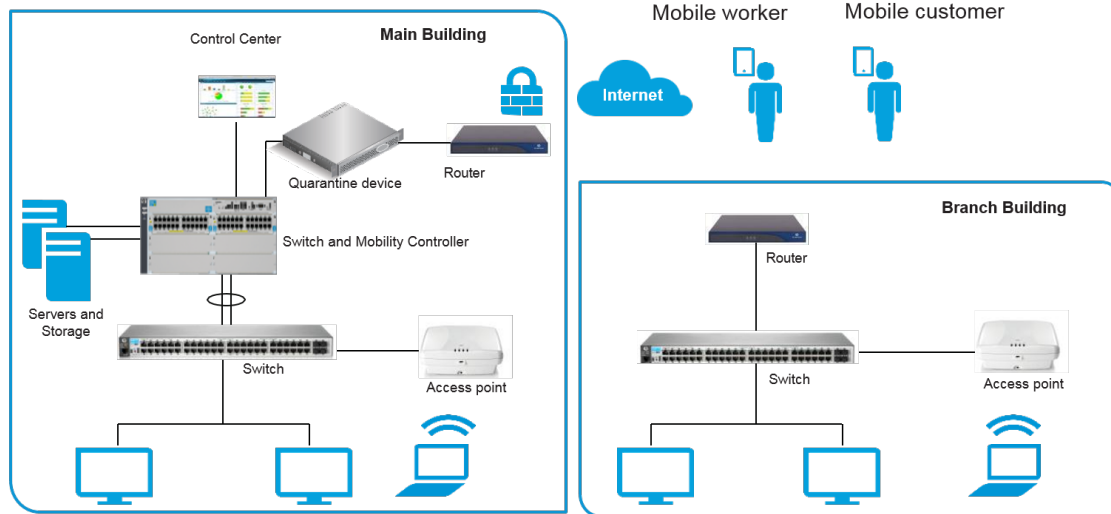 Mobile worker
Mobile customer
Control Center
Main Building
Internet
Quarantine device
Router
Switch and Mobility Controller
Servers and
Storage
Switch
Access point
Branch Building
Router
Switch
Access point